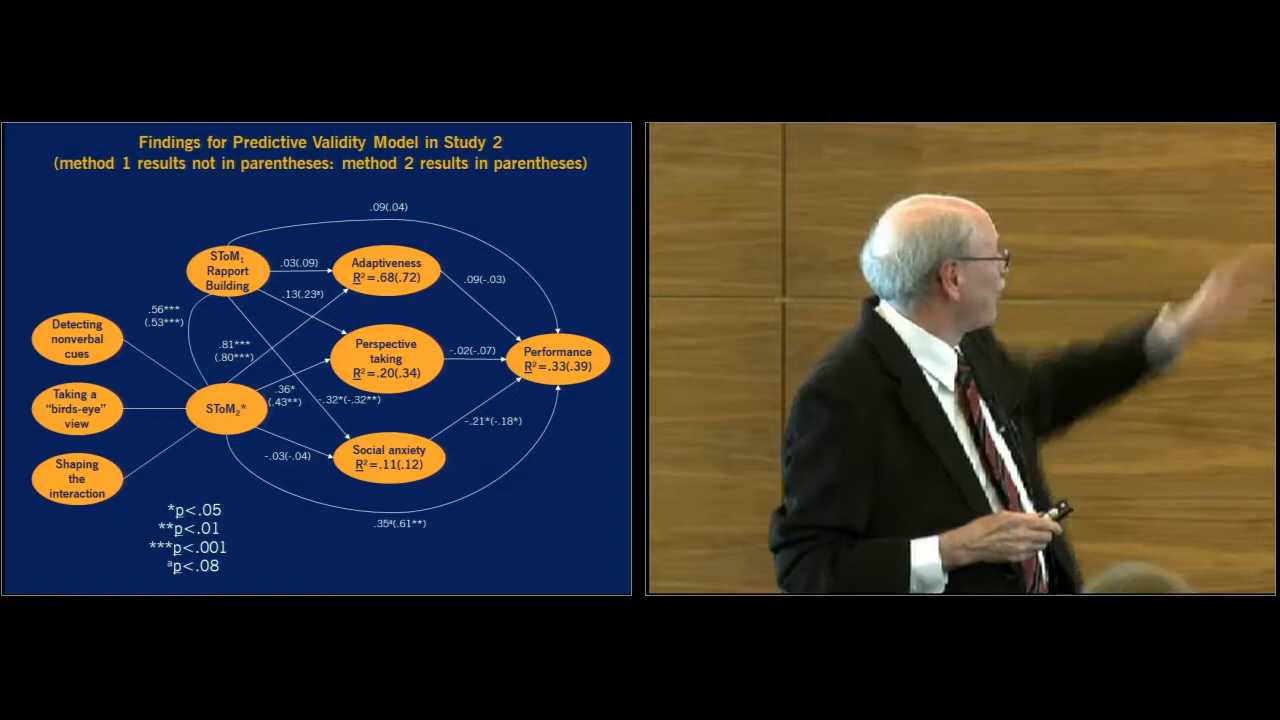 Findings for Predictive Validity Model in Study 2
(method 1 results not in parentheses: method 2 results in parentheses)
.09(.04)
SToM₁
Rapport
Building
.03(.09)
Adaptiveness
R²=.68(.72)
.09(-.03)
.13(.23ᵃ)
.56***
(.53***)
Detecting
nonverbal
cues
.81***
(.80***)
Perspective
taking
R²=.20(.34)
-.02(-.07)
Performance
R²=.33(.39)
Taking a
“birds-eye”
view
SToM₂*
.36*
(.43**)
-.32*(-.32**)
-.21*(-.18*)
Shaping
the
interaction
-.03(-.04)
Social anxiety
R²=.11(.12)
.35ᵃ(.61**)
*p<.05
**p<.01
***p<.001
ᵃp<.08